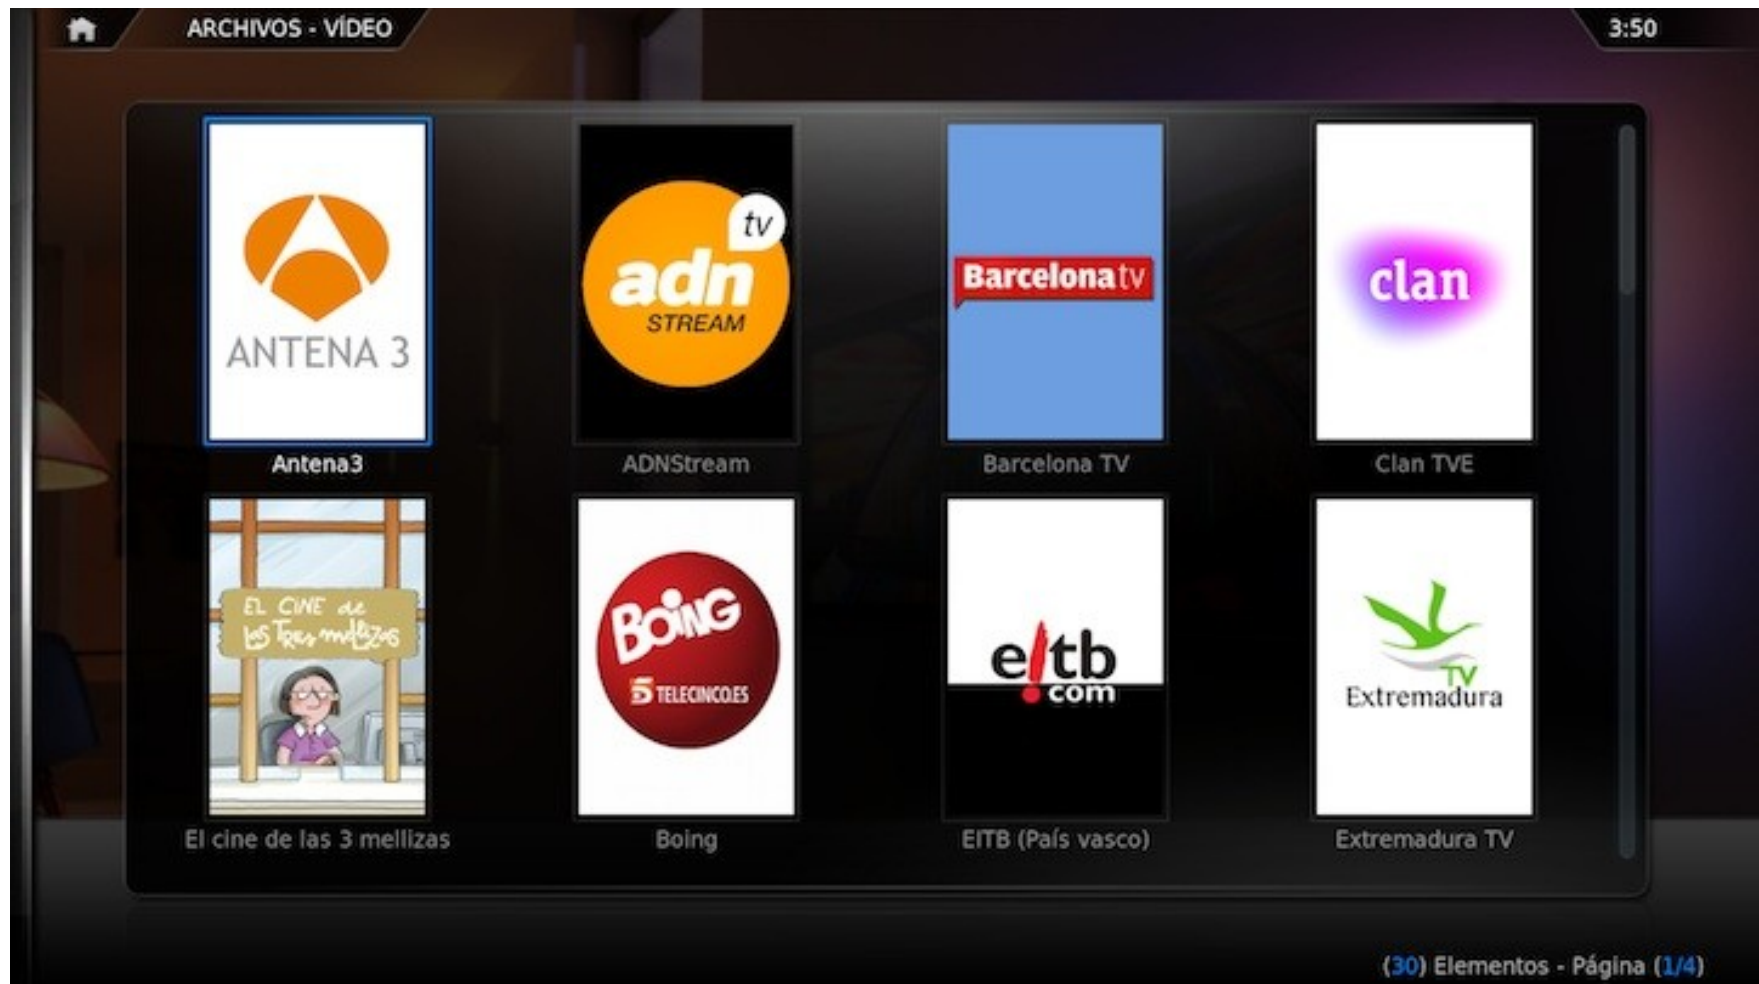 ARCHIVOS - VÍDEO
3:50
ANTENA 3
tv
adn
STREAM
Barcelonatv
clan
Antena3
ADNStream
Barcelona TV
Clan TVE
EL CINE de
las Tres mellizas
BOING
5 TELECINCO.ES
eitb
com
TV
Extremadura
El cine de las 3 mellizas
Boing
EITB (País vasco)
Extremadura TV
(30) Elementos - Página (1/4)